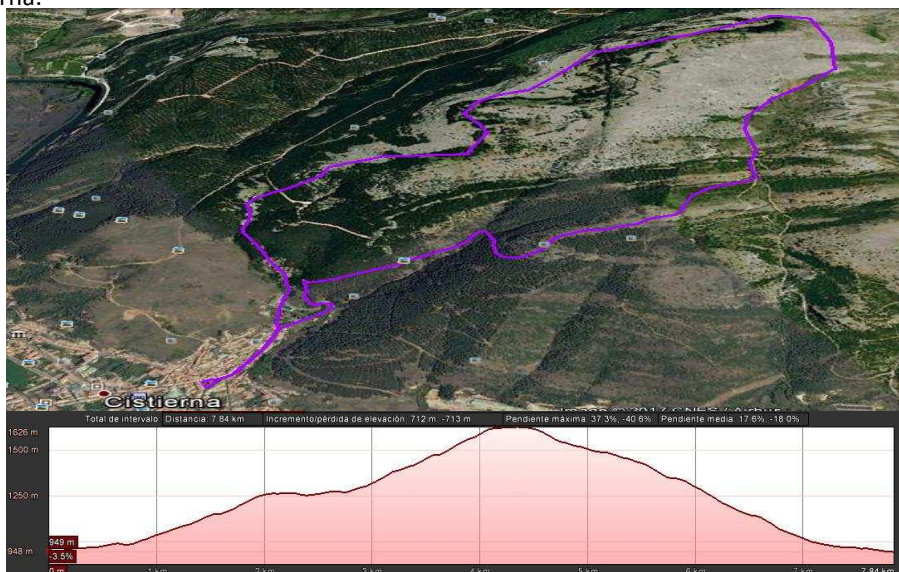 rna.
Cistierna
Total de intervalo Distancia: 7.84 km Incremento/pérdida de elevación: 712 m -713 m Pendiente máxima: 37.3%, -40.6% Pendiente media: 17.6%, -18.0%
1626 m
1500 m
1250 m
949 m
948 m
-3.5%
0 m 1 km 2 km 3 km 4 km 5 km 6 km 7 km 7.84 km